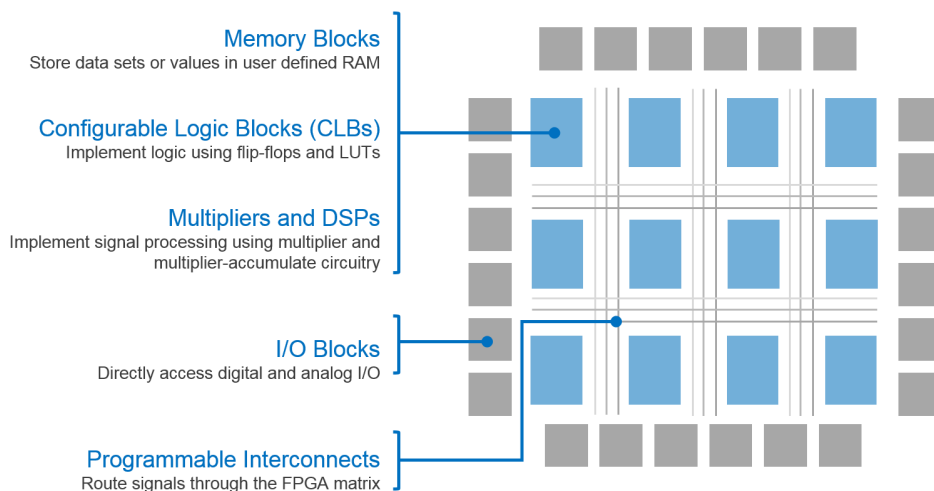 Memory Blocks
Store data sets or values in user defined RAM
Configurable Logic Blocks (CLBs)
Implement logic using flip-flops and LUTs
Multipliers and DSPs
Implement signal processing using multiplier and
multiplier-accumulate circuitry
I/O Blocks
Directly access digital and analog I/O
Programmable Interconnects
Route signals through the FPGA matrix